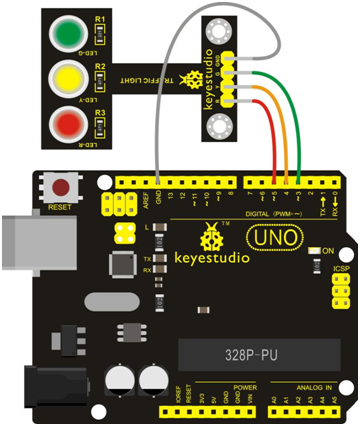 R1
LED-G
R2
LED-Y
R3
LED-R
TRAFFIC LIGHT
keyestudio
GND
G
Y
R
RESET
AREF
GND
13
12
~11
~10
~9
8
7
~6
~5
4
~3
2
TX→1
RX←0
DIGITAL (PWM~)
L
TX
RX
TM
keyestudio
UNO
ON
ICSP
328P-PU
IOREF
RESET
3V3
5V
GND
GND
VIN
POWER
ANALOG IN
A0
A1
A2
A3
A4
A5